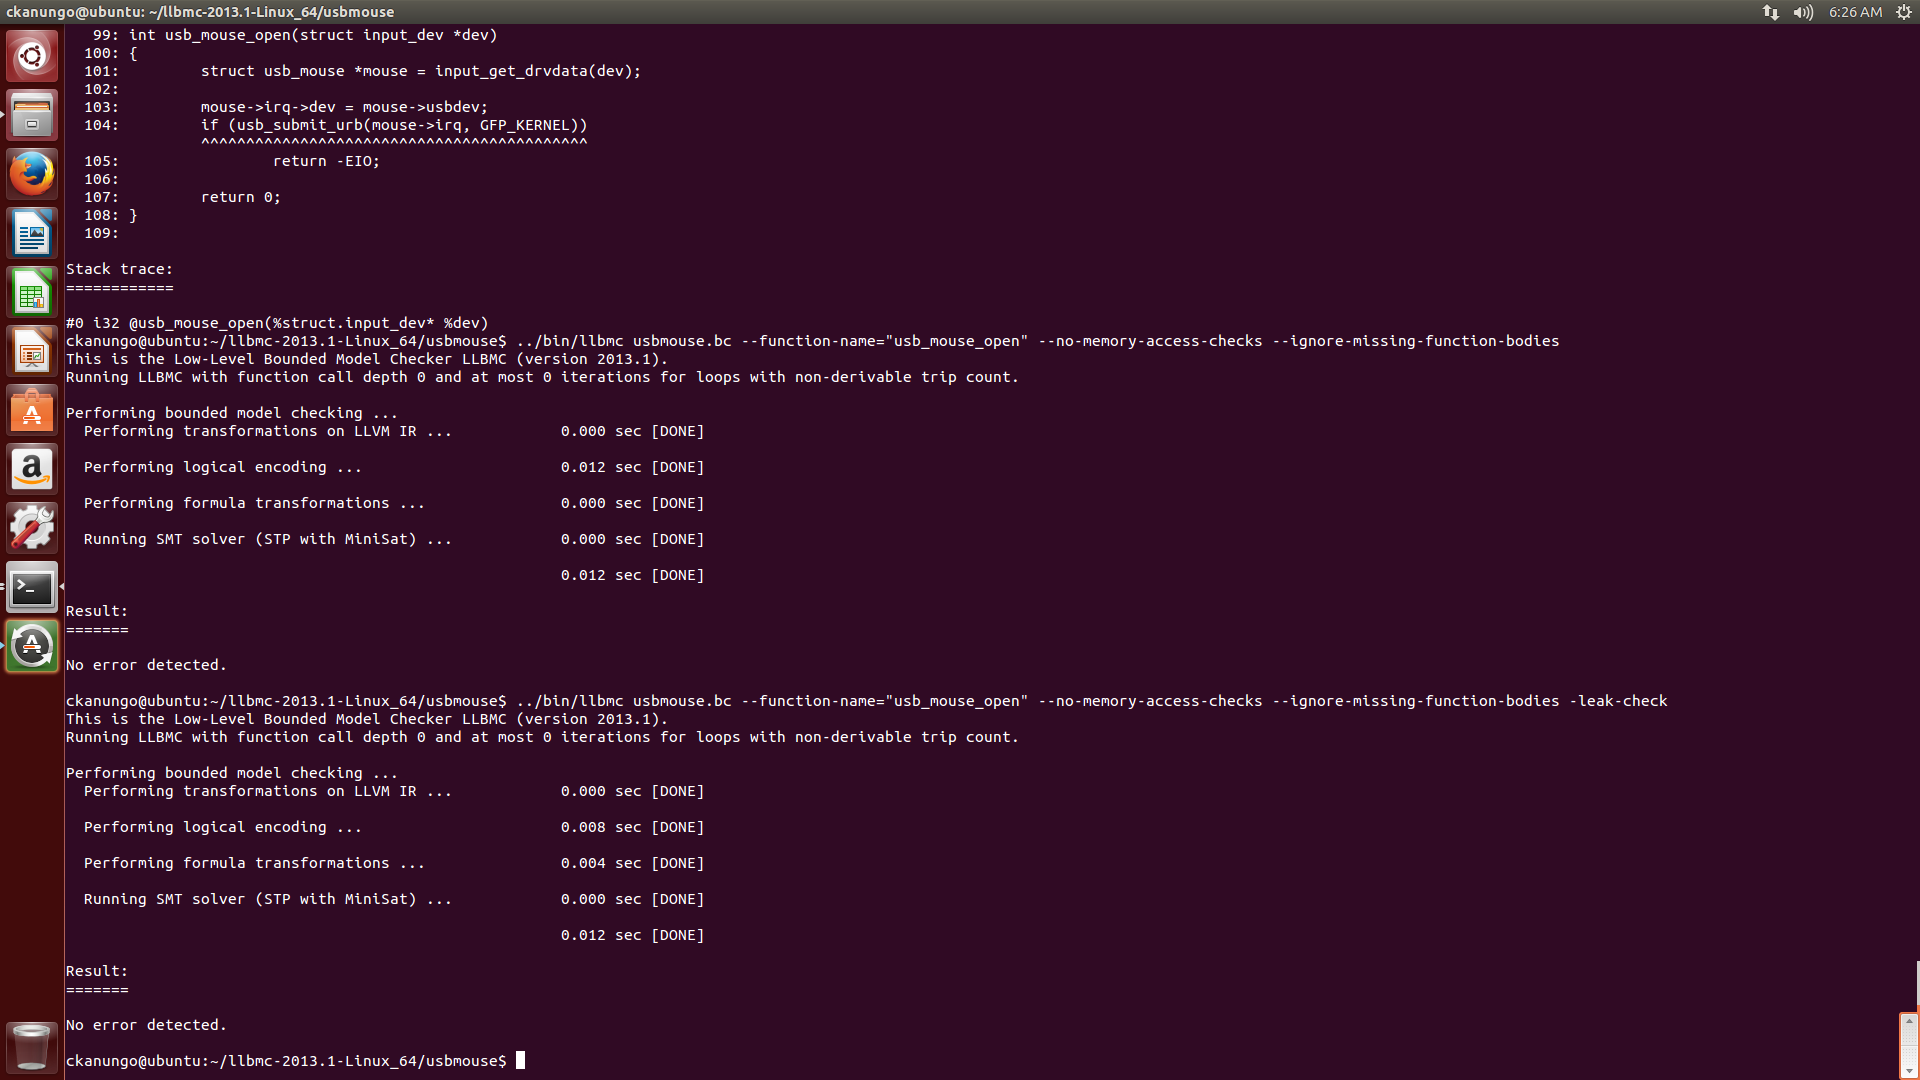 ckanungo@ubuntu: ~/llbmc-2013.1-Linux_64/usbmouse
6:26 AM
99: int usb_mouse_open(struct input_dev *dev)
100: {
101:         struct usb_mouse *mouse = input_get_drvdata(dev);
102:
103:         mouse->irq->dev = mouse->usbdev;
104:         if (usb_submit_urb(mouse->irq, GFP_KERNEL))
^^^^^^^^^^^^^^^^^^^^^^^^^^^^^^^^^^^^^^^^^^^
105:                 return -EIO;
106:
107:         return 0;
108: }
109:
Stack trace:
============
#0 i32 @usb_mouse_open(%struct.input_dev* %dev)
ckanungo@ubuntu:~/llbmc-2013.1-Linux_64/usbmouse$ ../bin/llbmc usbmouse.bc --function-name="usb_mouse_open" --no-memory-access-checks --ignore-missing-function-bodies
This is the Low-Level Bounded Model Checker LLBMC (version 2013.1).
Running LLBMC with function call depth 0 and at most 0 iterations for loops with non-derivable trip count.
Performing bounded model checking ...
Performing transformations on LLVM IR ...            0.000 sec [DONE]
Performing logical encoding ...                      0.012 sec [DONE]
Performing formula transformations ...               0.000 sec [DONE]
Running SMT solver (STP with MiniSat) ...            0.000 sec [DONE]
0.012 sec [DONE]
Result:
=======
No error detected.
ckanungo@ubuntu:~/llbmc-2013.1-Linux_64/usbmouse$ ../bin/llbmc usbmouse.bc --function-name="usb_mouse_open" --no-memory-access-checks --ignore-missing-function-bodies -leak-check
This is the Low-Level Bounded Model Checker LLBMC (version 2013.1).
Running LLBMC with function call depth 0 and at most 0 iterations for loops with non-derivable trip count.
Performing bounded model checking ...
Performing transformations on LLVM IR ...            0.000 sec [DONE]
Performing logical encoding ...                      0.008 sec [DONE]
Performing formula transformations ...               0.004 sec [DONE]
Running SMT solver (STP with MiniSat) ...            0.000 sec [DONE]
0.012 sec [DONE]
Result:
=======
No error detected.
ckanungo@ubuntu:~/llbmc-2013.1-Linux_64/usbmouse$